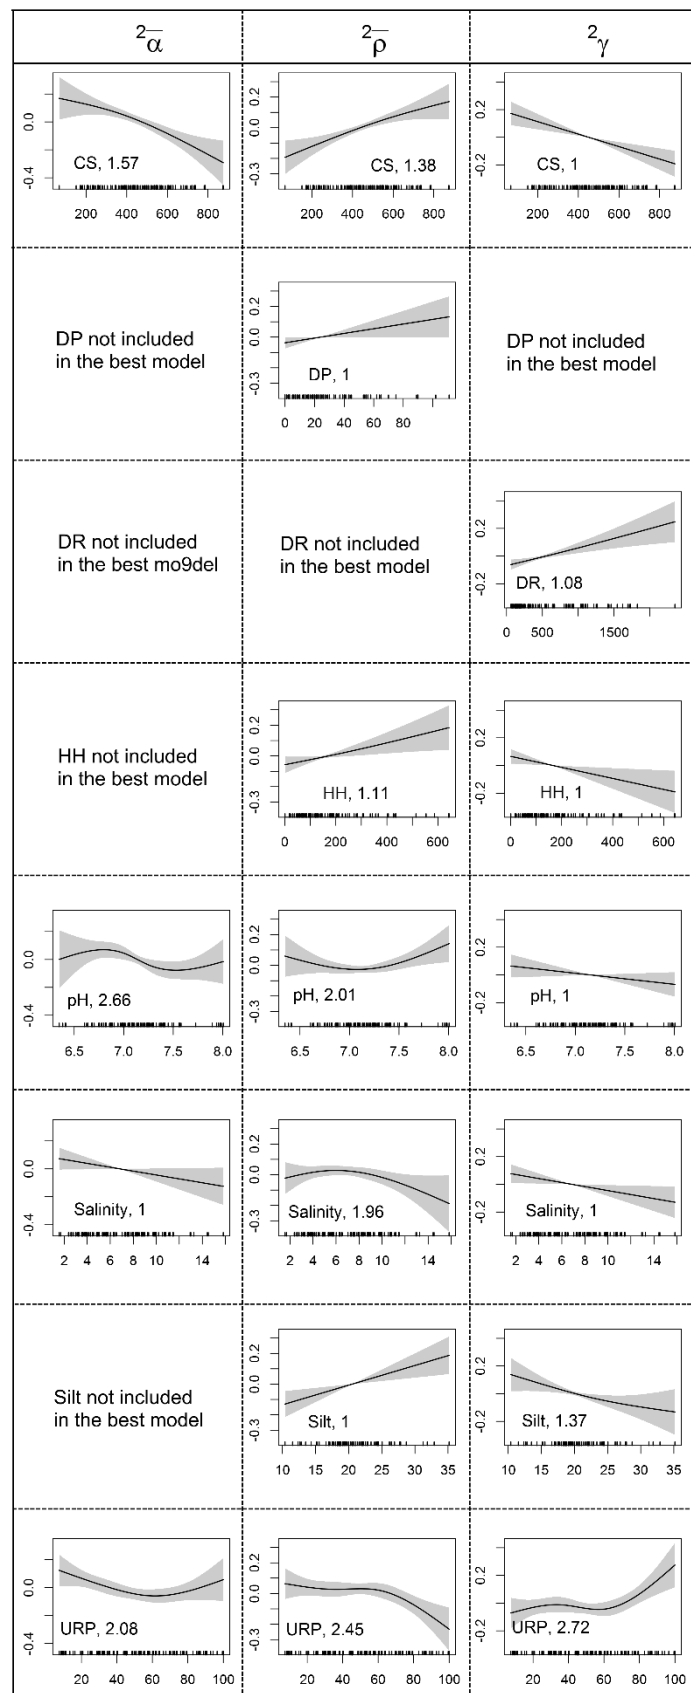 2α̅ 2ρ̅ 2γ
0.0 -0.4 CS, 1.57 200 400 600 800
0.2 0.0 -0.3 CS, 1.38 200 400 600 800
0.2 -0.2 CS, 1 200 400 600 800
DP not included
in the best model
0.2 0.0 -0.3 DP, 1 0 20 40 60 80
DP not included
in the best model
DR not included
in the best mo9del
DR not included
in the best model
0.2 -0.2 DR, 1.08 0 500 1500
HH not included
in the best model
0.2 0.0 -0.3 HH, 1.11 0 200 400 600
0.2 -0.2 HH, 1 0 200 400 600
0.0 -0.4 pH, 2.66 6.5 7.0 7.5 8.0
0.2 0.0 -0.3 pH, 2.01 6.5 7.0 7.5 8.0
0.2 -0.2 pH, 1 6.5 7.0 7.5 8.0
0.0 -0.4 Salinity, 1 2 4 6 8 10 14
0.2 0.0 -0.3 Salinity, 1.96 2 4 6 8 10 14
0.2 -0.2 Salinity, 1 2 4 6 8 10 14
Silt not included
in the best model
0.2 0.0 -0.3 Silt, 1 10 15 20 25 30 35
0.2 -0.2 Silt, 1.37 10 15 20 25 30 35
0.0 -0.4 URP, 2.08 20 40 60 80 100
0.2 0.0 -0.3 URP, 2.45 20 40 60 80 100
0.2 -0.2 URP, 2.72 20 40 60 80 100